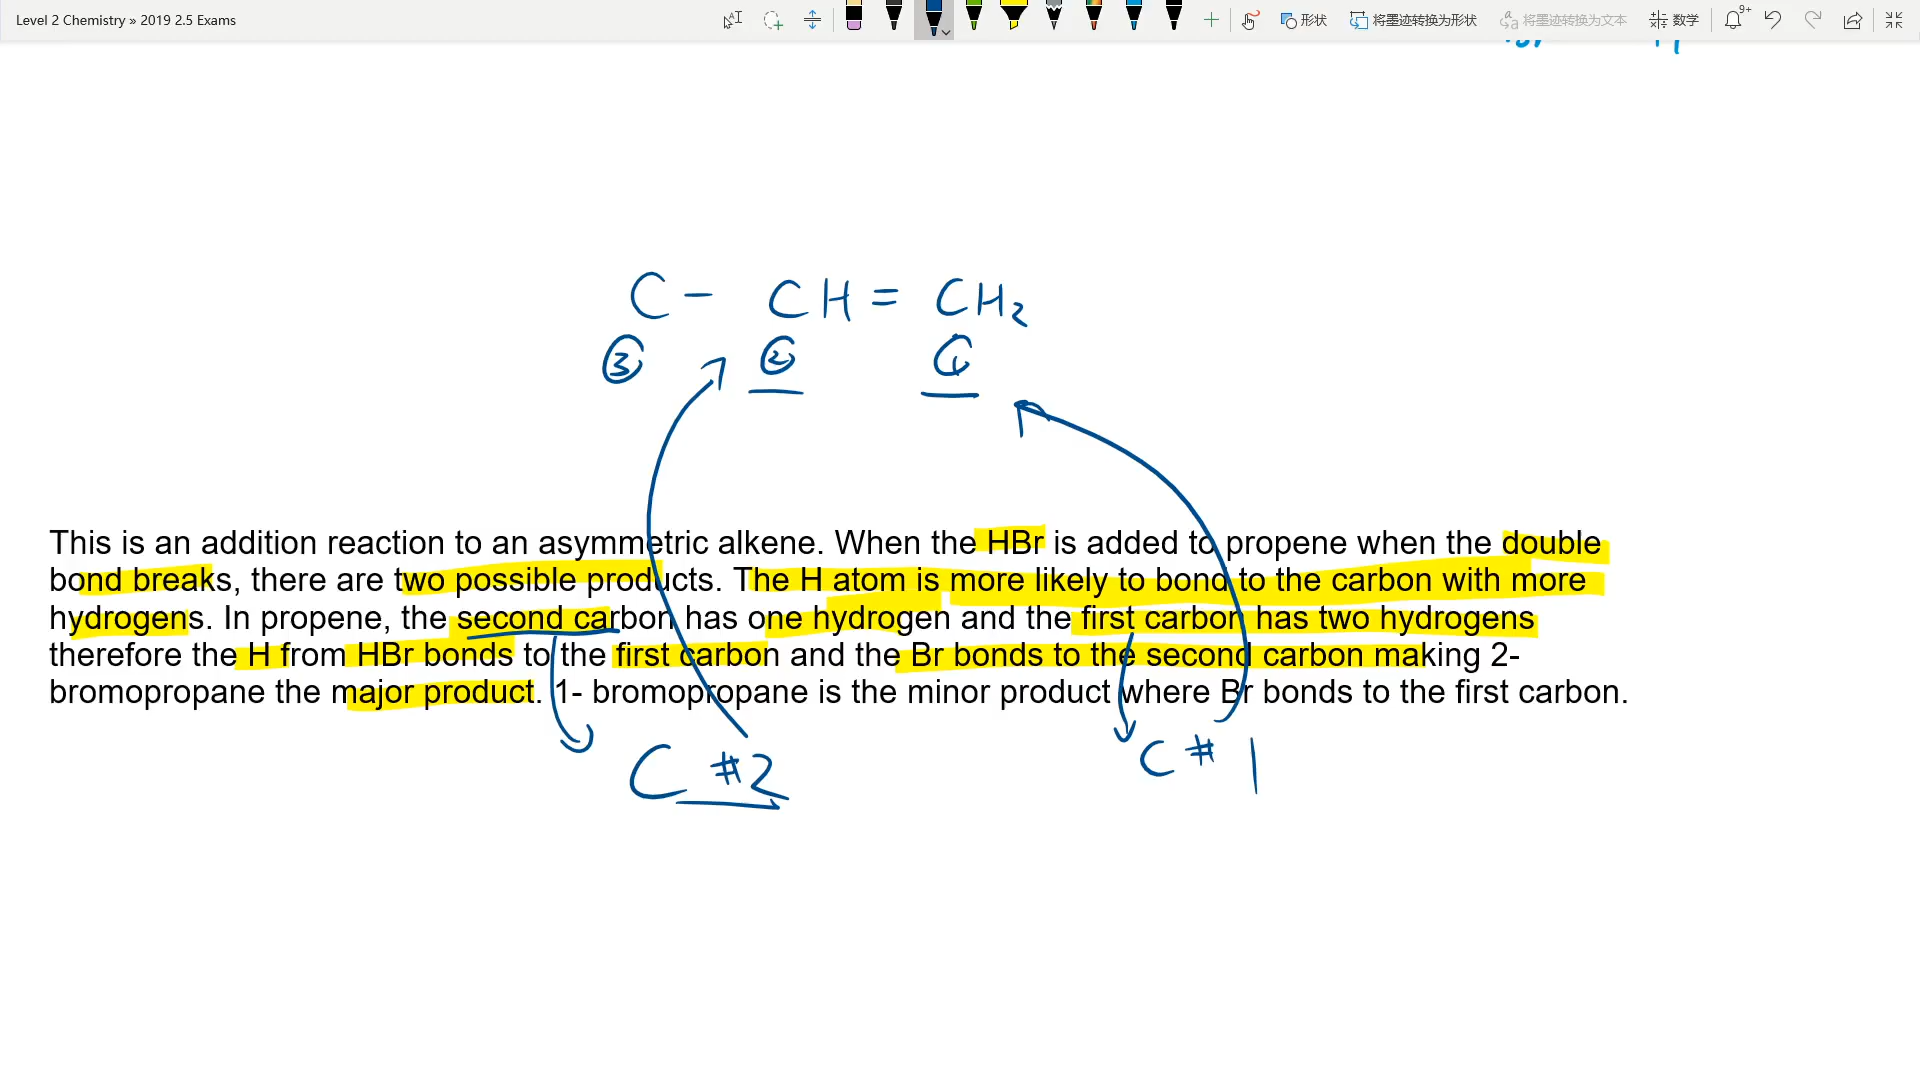 Level 2 Chemistry » 2019 2.5 Exams
9+
形状
将墨迹转换为形状
将墨迹转换为文本
数学
C - CH = CH₂
③ ② ①
This is an addition reaction to an asymmetric alkene. When the HBr is added to propene when the double
bond breaks, there are two possible products. The H atom is more likely to bond to the carbon with more
hydrogens. In propene, the second carbon has one hydrogen and the first carbon has two hydrogens
therefore the H from HBr bonds to the first carbon and the Br bonds to the second carbon making 2-
bromopropane the major product. 1- bromopropane is the minor product where Br bonds to the first carbon.
C #2
C # 1